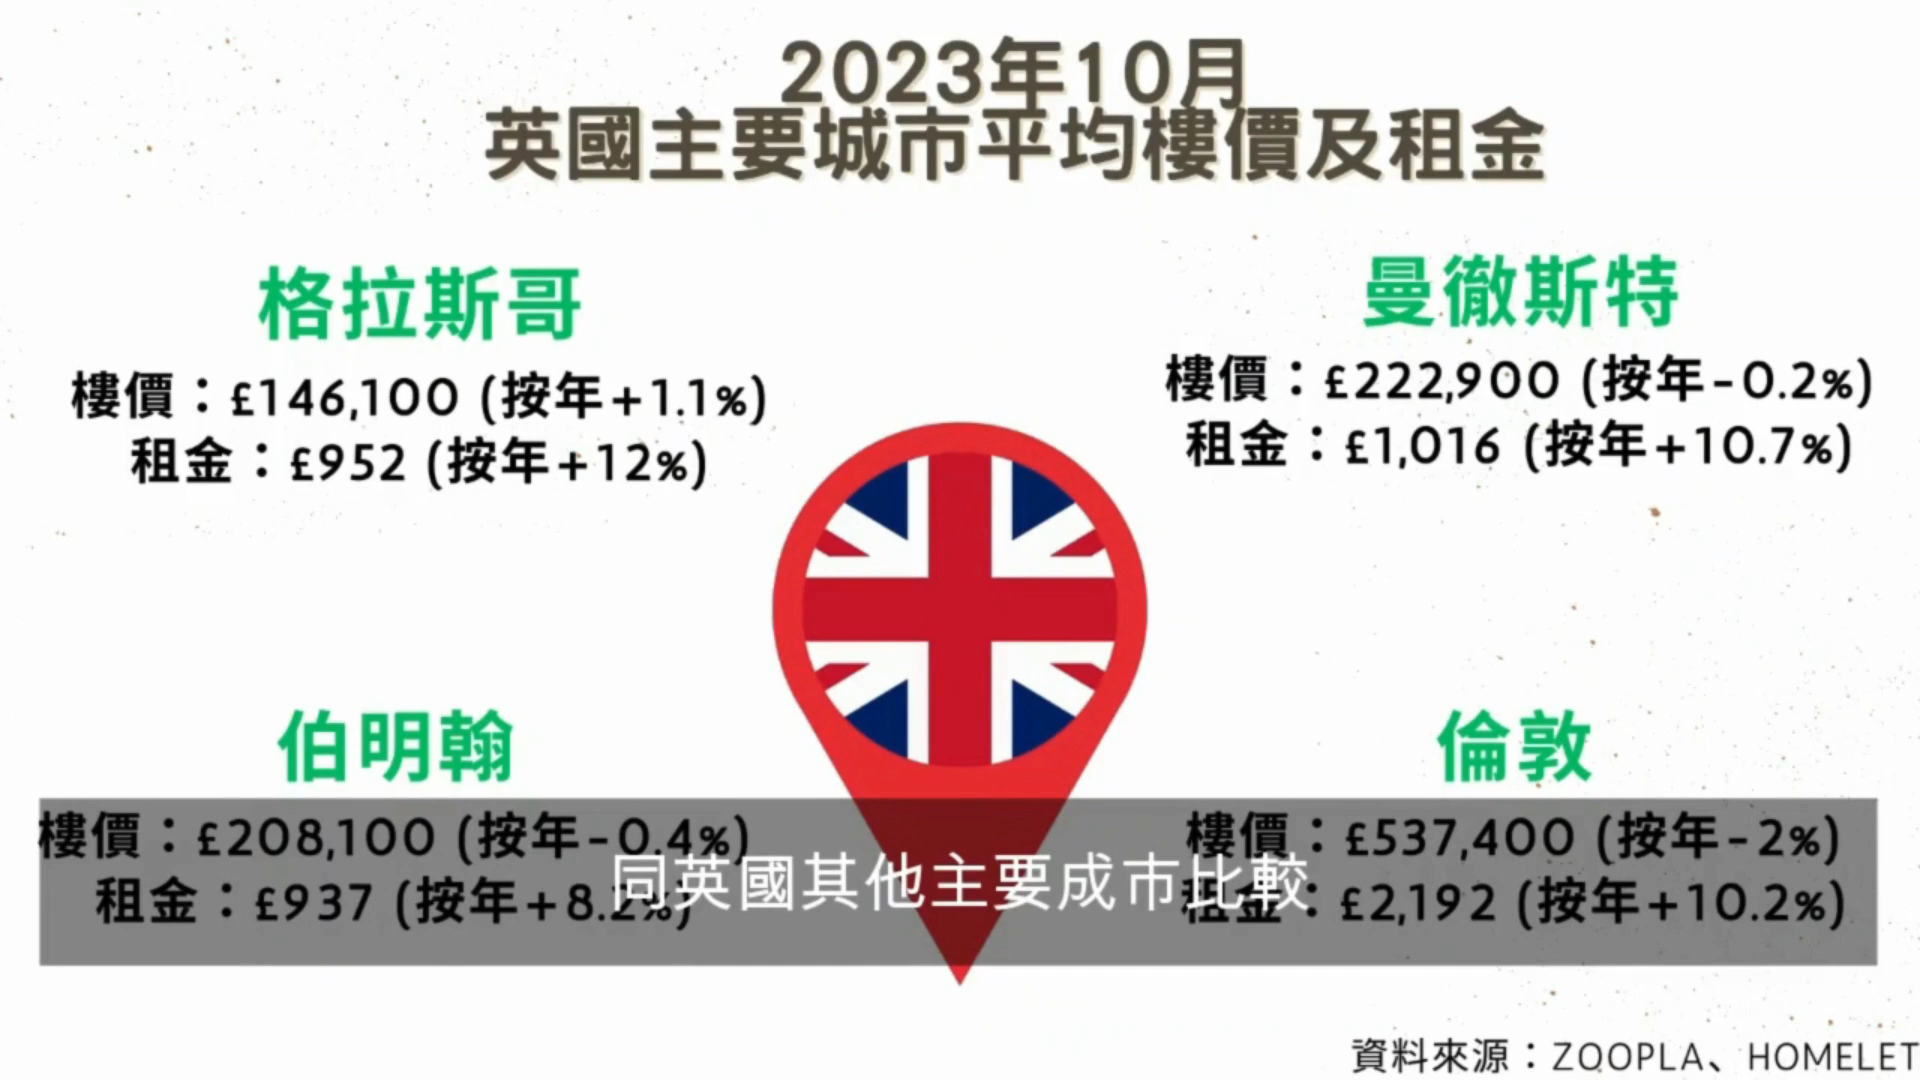 2023年10月
英國主要城市平均樓價及租金
格拉斯哥
樓價：£146,100 (按年+1.1%)
租金：£952 (按年+12%)
曼徹斯特
樓價：£222,900 (按年-0.2%)
租金：£1,016 (按年+10.7%)
伯明翰
樓價：£208,100 (按年-0.4%)
租金：£937 (按年+8.2%)
倫敦
樓價：£537,400 (按年-2%)
租金：£2,192 (按年+10.2%)
同英國其他主要成市比較
資料來源：ZOOPLA、HOMELET